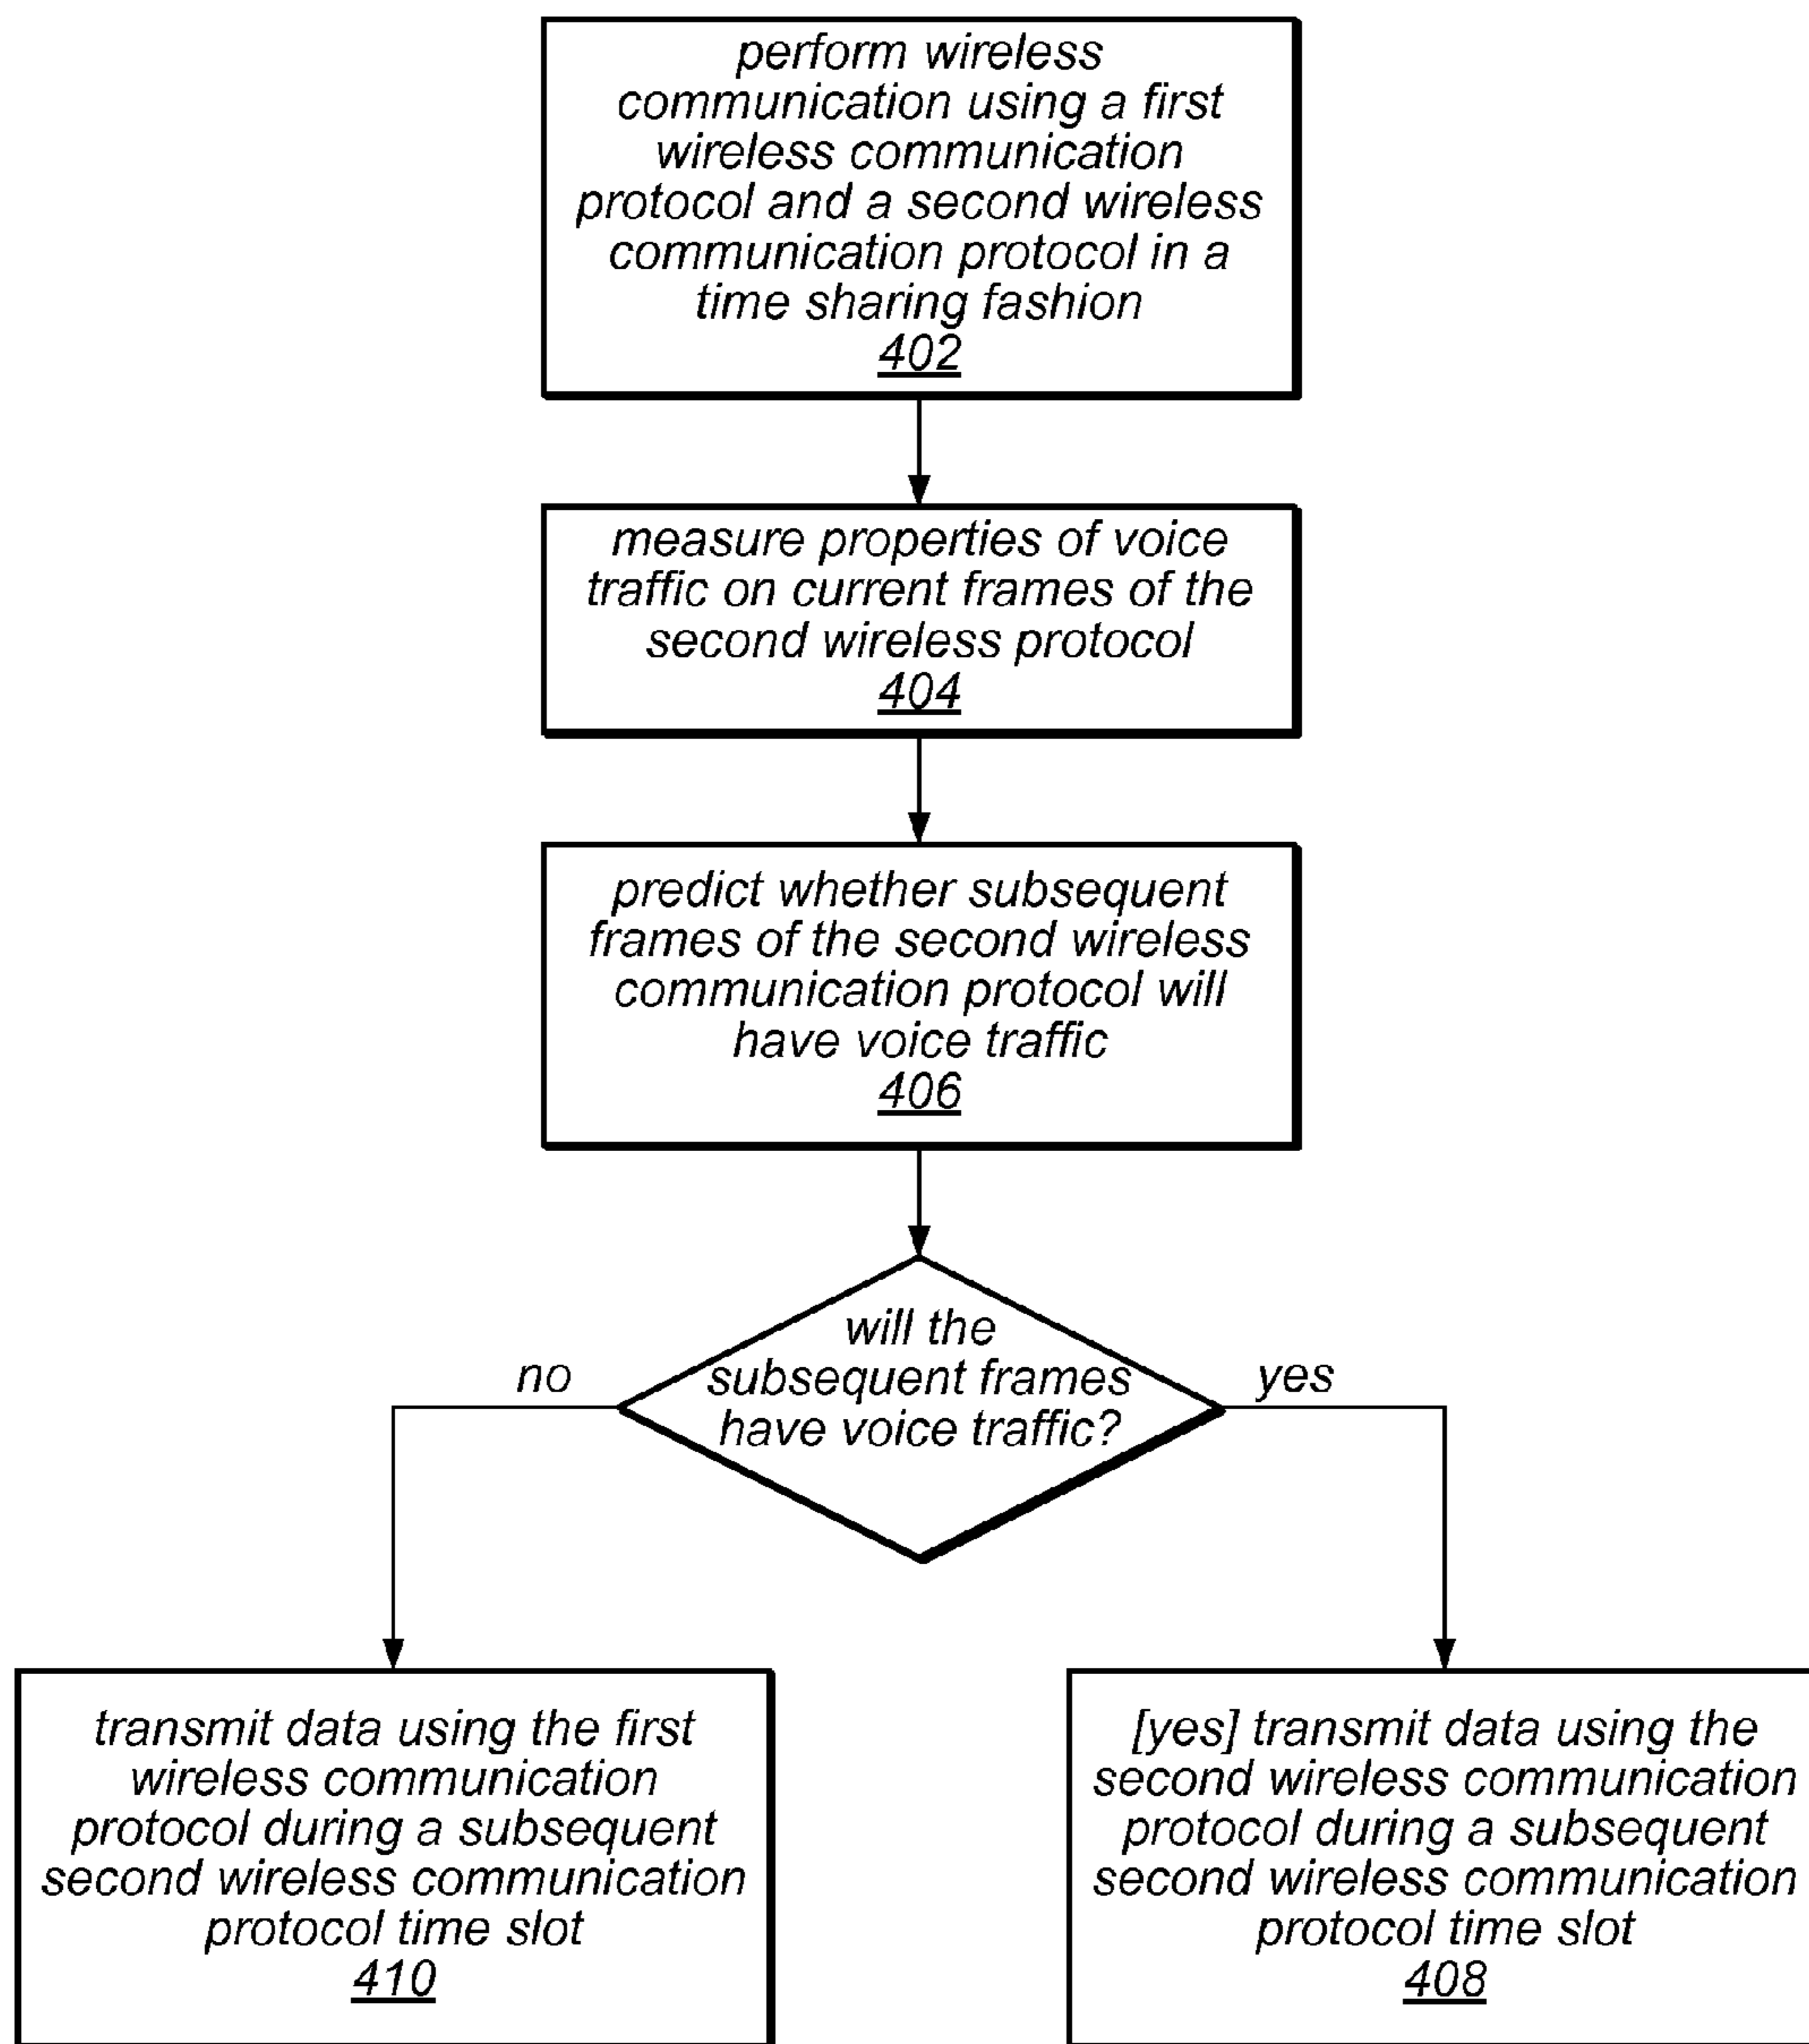 perform wireless
communication using a first
wireless communication
protocol and a second wireless
communication protocol in a
time sharing fashion
402
measure properties of voice
traffic on current frames of the
second wireless protocol
404
predict whether subsequent
frames of the second wireless
communication protocol will
have voice traffic
406
will the
subsequent frames
have voice traffic?
no
yes
transmit data using the first
wireless communication
protocol during a subsequent
second wireless communication
protocol time slot
410
[yes] transmit data using the
second wireless communication
protocol during a subsequent
second wireless communication
protocol time slot
408